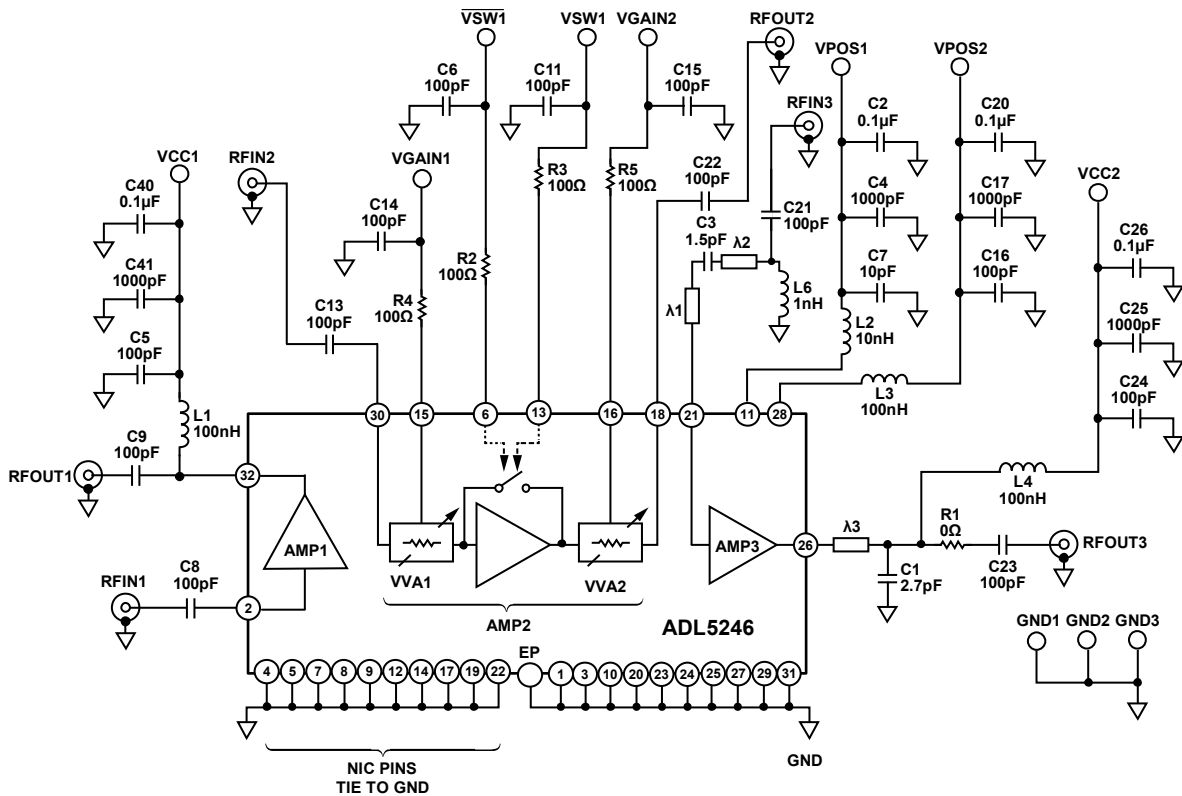 V̅S̅W̅1̅
VSW1
VGAIN2
RFOUT2
VPOS1
VPOS2
C6
100pF
C11
100pF
C15
100pF
RFIN3
C2
0.1µF
C20
0.1µF
VCC1
RFIN2
VGAIN1
R3
100Ω
R5
100Ω
C22
100pF
VCC2
C40
0.1µF
C14
100pF
C3
1.5pF
λ2
C21
100pF
C4
1000pF
C17
1000pF
C26
0.1µF
C41
1000pF
R2
100Ω
C7
10pF
C16
100pF
C13
100pF
R4
100Ω
λ1
L6
1nH
L2
10nH
C25
1000pF
C5
100pF
L3
100nH
C24
100pF
L1
100nH
30
15
6
13
16
18
21
11
28
C9
100pF
RFOUT1
32
L4
100nH
AMP1
AMP3
26
λ3
R1
0Ω
RFOUT3
C8
100pF
RFIN1
VVA1
VVA2
C1
2.7pF
C23
100pF
2
AMP2
ADL5246
GND1
GND2
GND3
EP
4
5
7
8
9
12
14
17
19
22
1
3
10
20
23
24
25
27
29
31
GND
NIC PINS
TIE TO GND